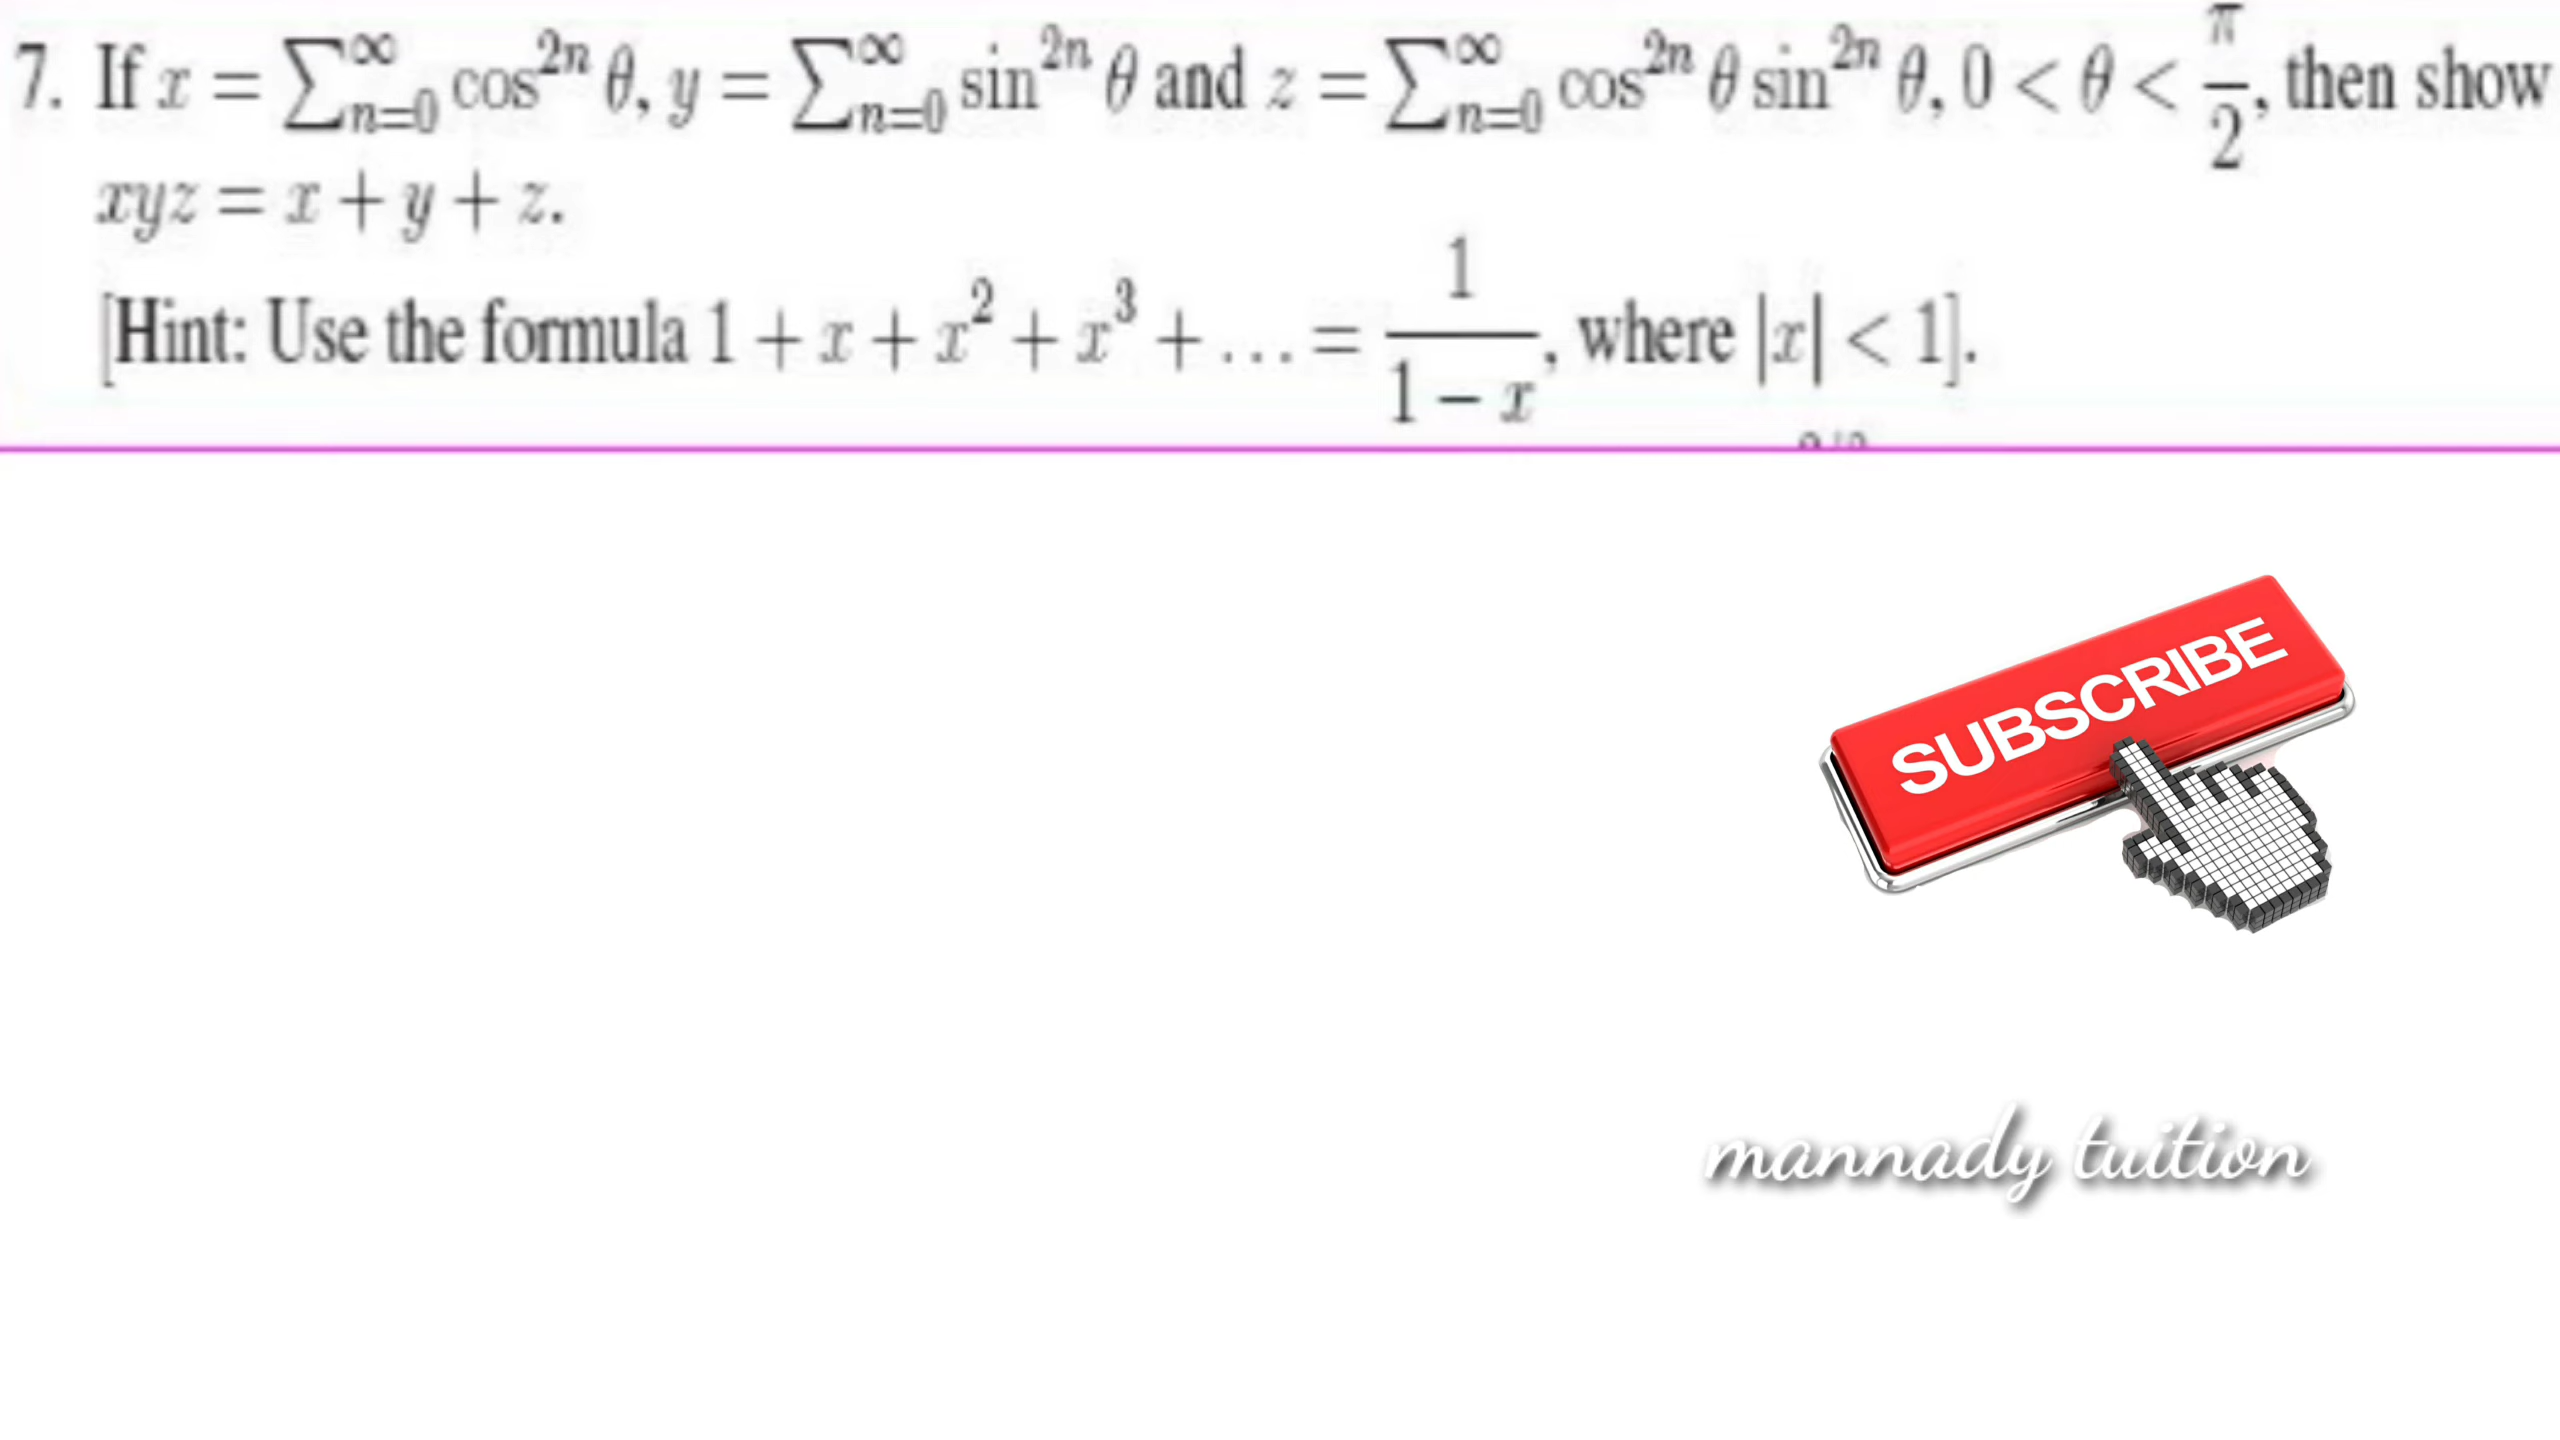 7. If x = ∑_{n=0}^{∞} cos^{2n} θ, y = ∑_{n=0}^{∞} sin^{2n} θ and z = ∑_{n=0}^{∞} cos^{2n} θ sin^{2n} θ, 0 < θ < π/2, then show
xyz = x + y + z.
[Hint: Use the formula 1 + x + x² + x³ + … = 1/(1 − x), where |x| < 1].
SUBSCRIBE
mannady tuition